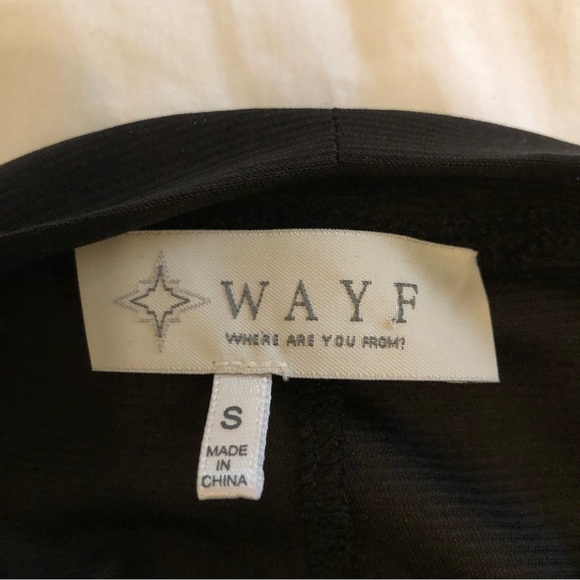 WAYF
WHERE ARE YOU FROM?
S
MADE
IN
CHINA